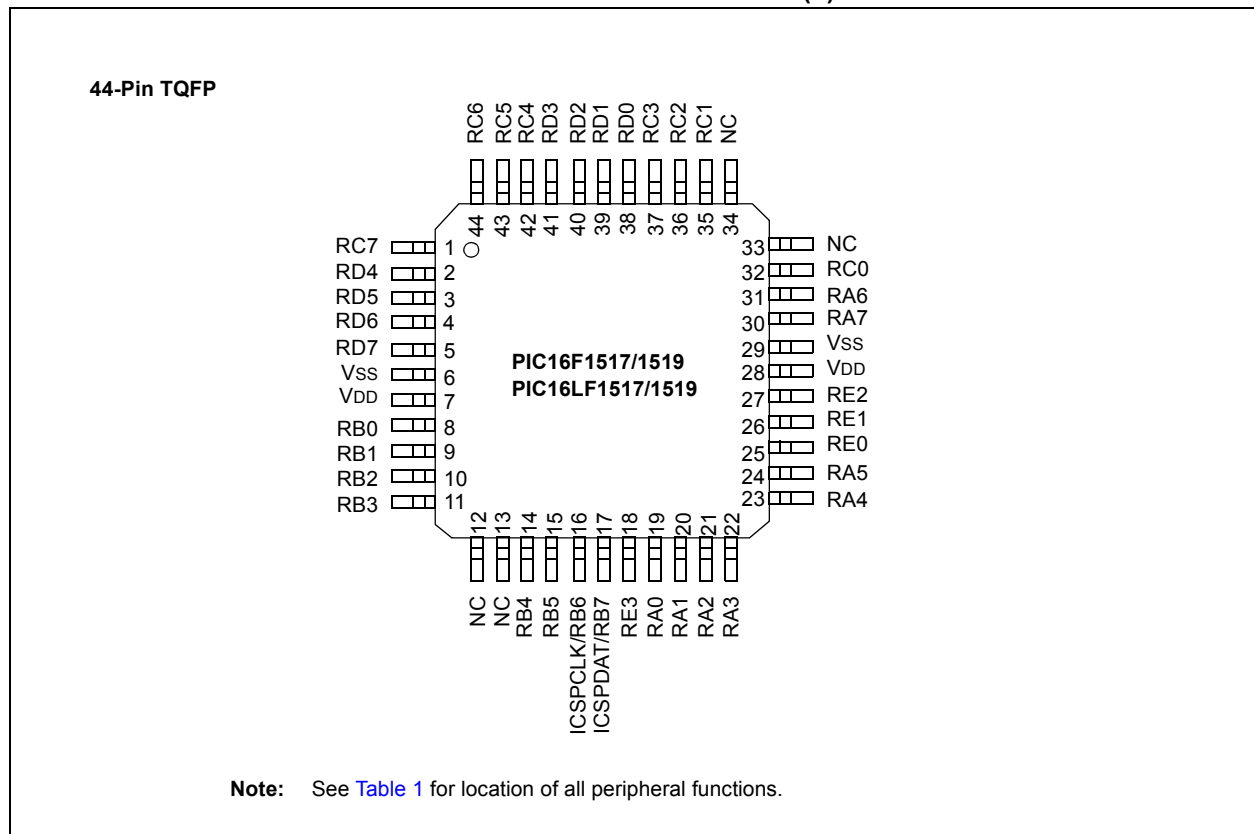 44-Pin TQFP
RC6
RC5
RC4
RD3
RD2
RD1
RD0
RC3
RC2
RC1
NC
44
43
42
41
40
39
38
37
36
35
34
RC7 1
RD4 2
RD5 3
RD6 4
RD7 5
VSS 6
VDD 7
RB0 8
RB1 9
RB2 10
RB3 11
PIC16F1517/1519
PIC16LF1517/1519
33 NC
32 RC0
31 RA6
30 RA7
29 VSS
28 VDD
27 RE2
26 RE1
25 RE0
24 RA5
23 RA4
12
13
14
15
16
17
18
19
20
21
22
NC
NC
RB4
RB5
ICSPCLK/RB6
ICSPDAT/RB7
RE3
RA0
RA1
RA2
RA3
Note: See Table 1 for location of all peripheral functions.